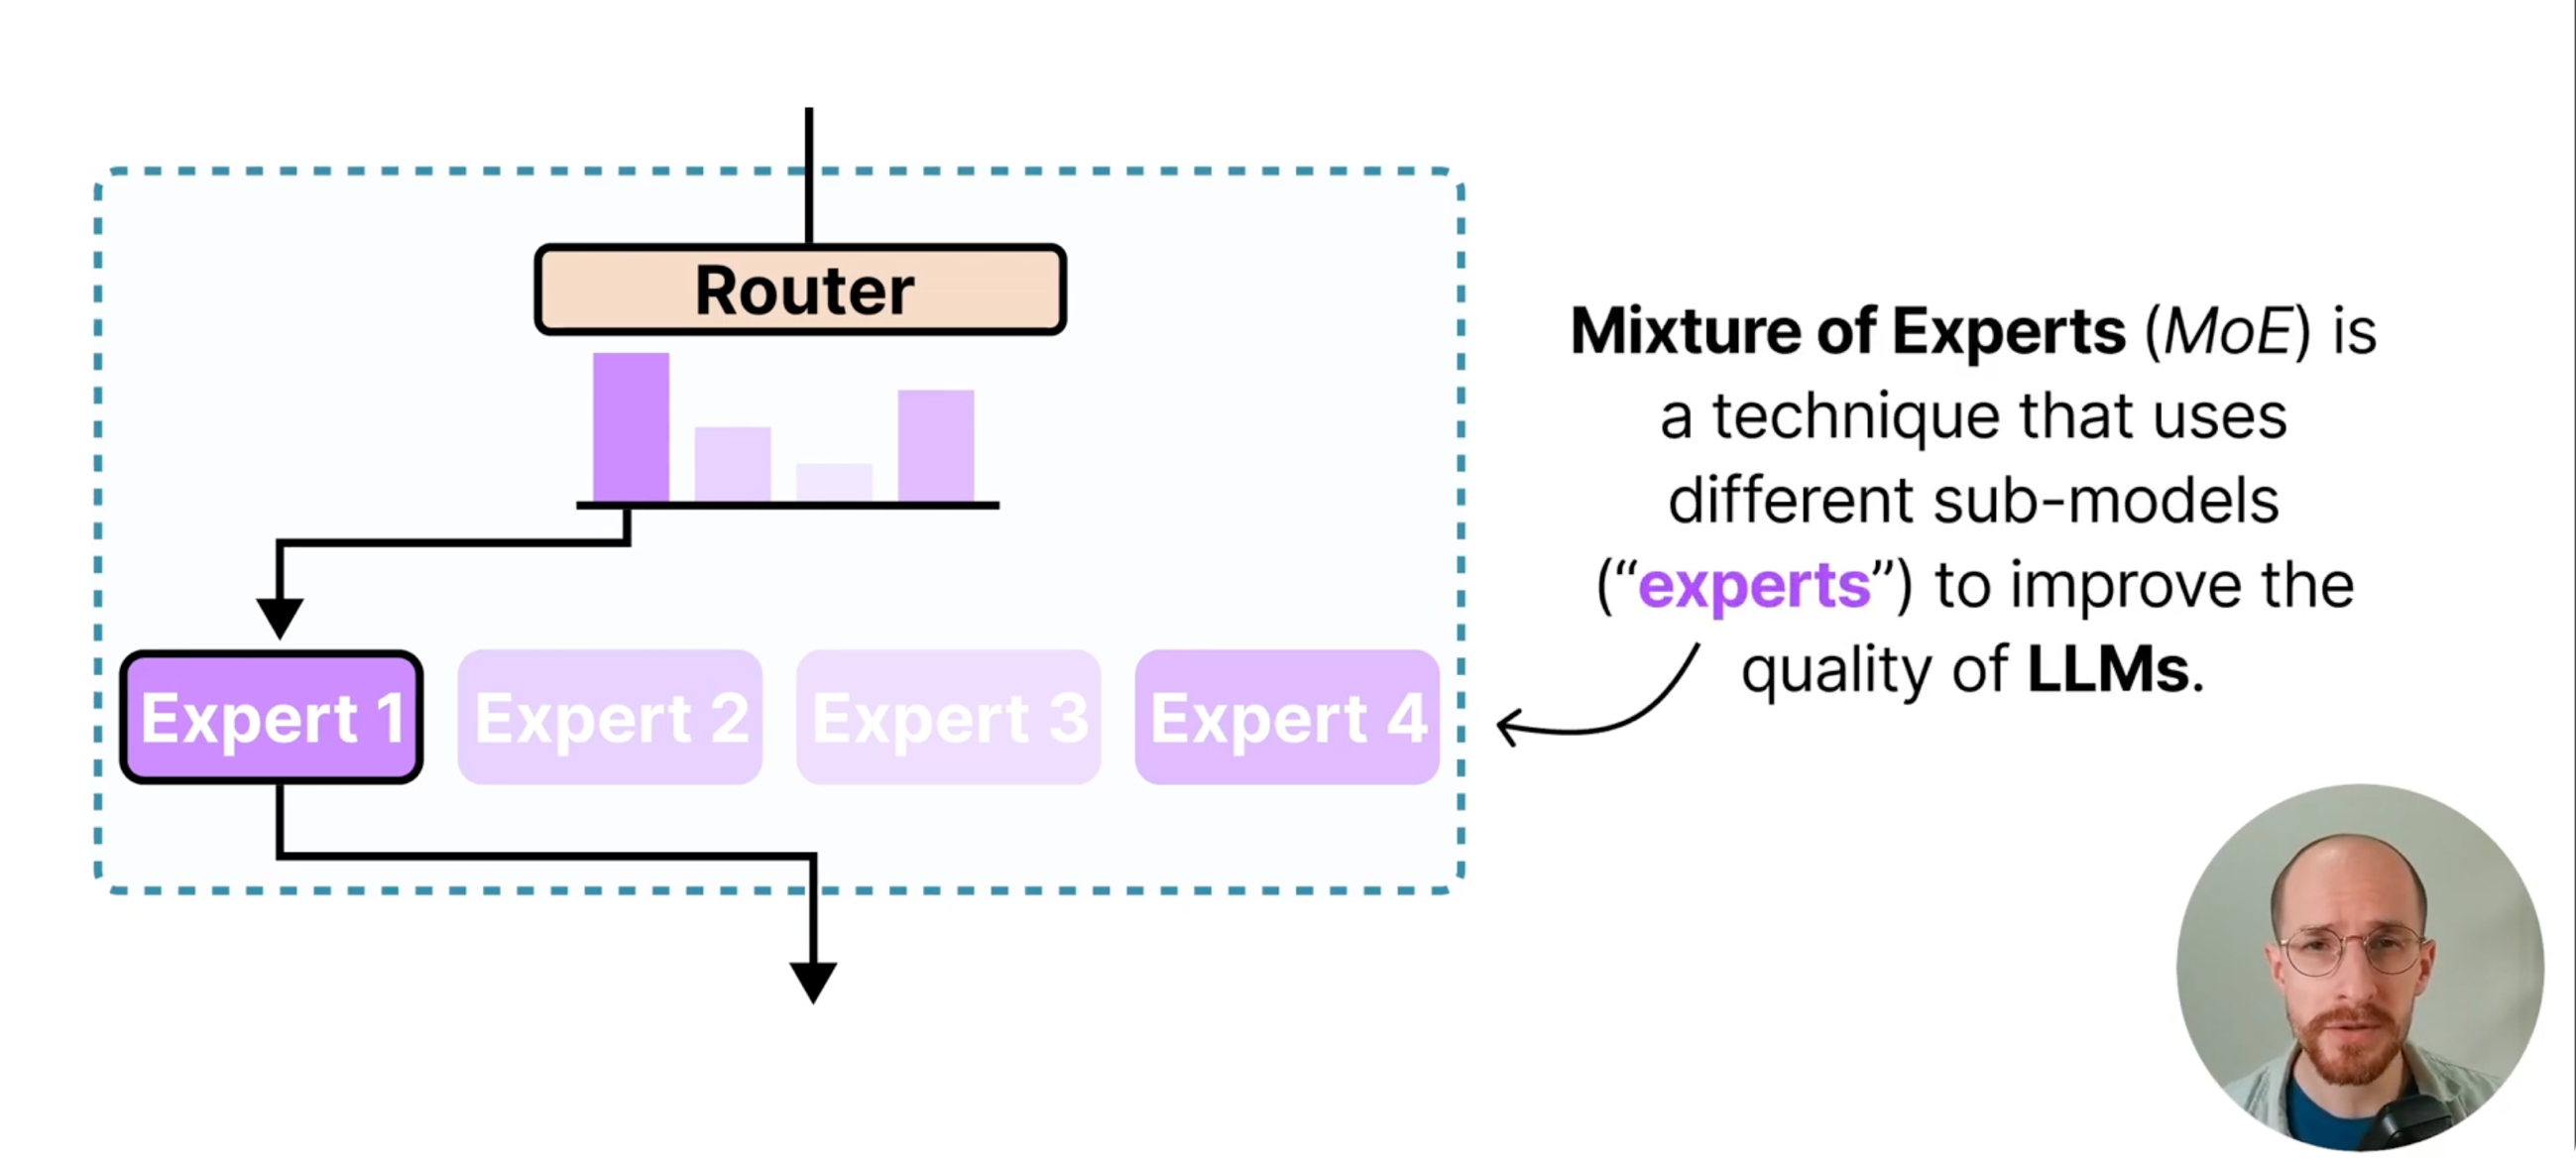 Router
Expert 1
Expert 2
Expert 3
Expert 4
Mixture of Experts (MoE) is
a technique that uses
different sub-models
(“experts”) to improve the
quality of LLMs.